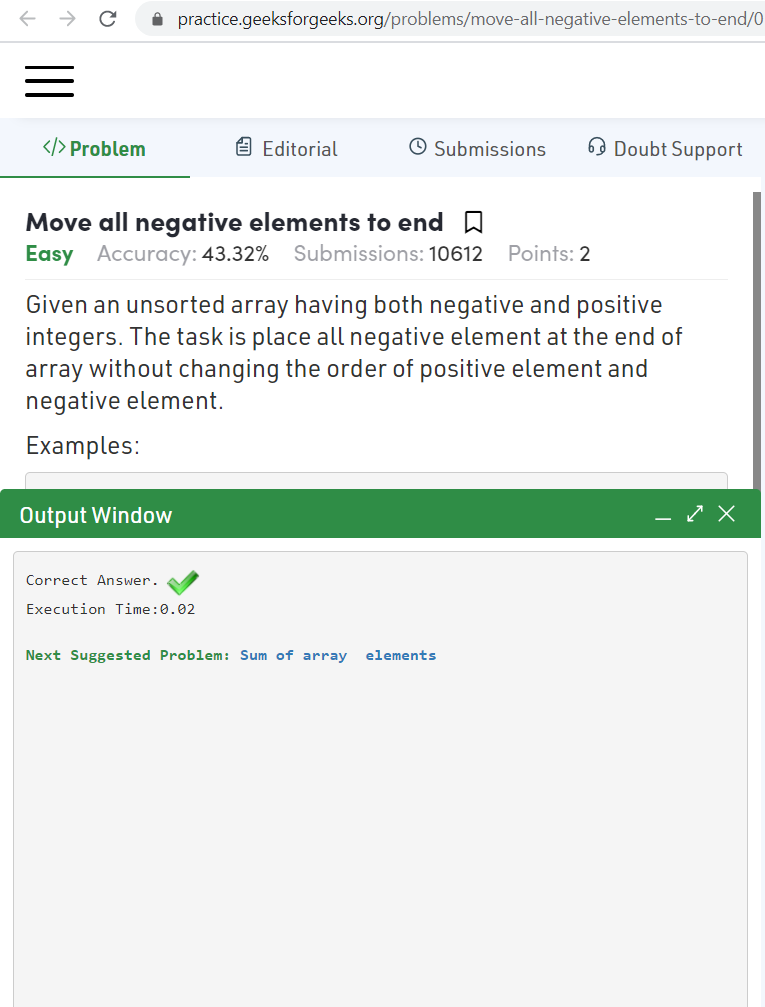 practice.geeksforgeeks.org/problems/move-all-negative-elements-to-end/0
</> Problem
Editorial
Submissions
Doubt Support
Move all negative elements to end
Easy Accuracy: 43.32% Submissions: 10612 Points: 2
Given an unsorted array having both negative and positive
integers. The task is place all negative element at the end of
array without changing the order of positive element and
negative element.
Examples:
Output Window
Correct Answer.
Execution Time:0.02
Next Suggested Problem: Sum of array elements